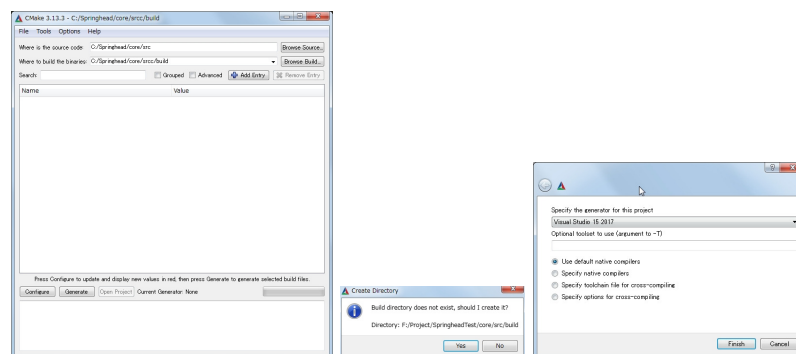 CMake 3.13.3 - C:/Springhead/core/srcc/build
File Tools Options Help
Where is the source code: C:/Springhead/core/src Browse Source...
Where to build the binaries: C:/Springhead/core/srcc/build Browse Build...
Search: Grouped Advanced Add Entry Remove Entry
Name Value
Press Configure to update and display new values in red, then press Generate to generate selected build files.
Configure Generate Open Project Current Generator: None
Create Directory
Build directory does not exist, should I create it?
Directory: F:/Project/SpringheadTest/core/src/build
Yes No
Specify the generator for this project
Visual Studio 15 2017
Optional toolset to use (argument to -T)
Use default native compilers
Specify native compilers
Specify toolchain file for cross-compiling
Specify options for cross-compiling
Finish Cancel